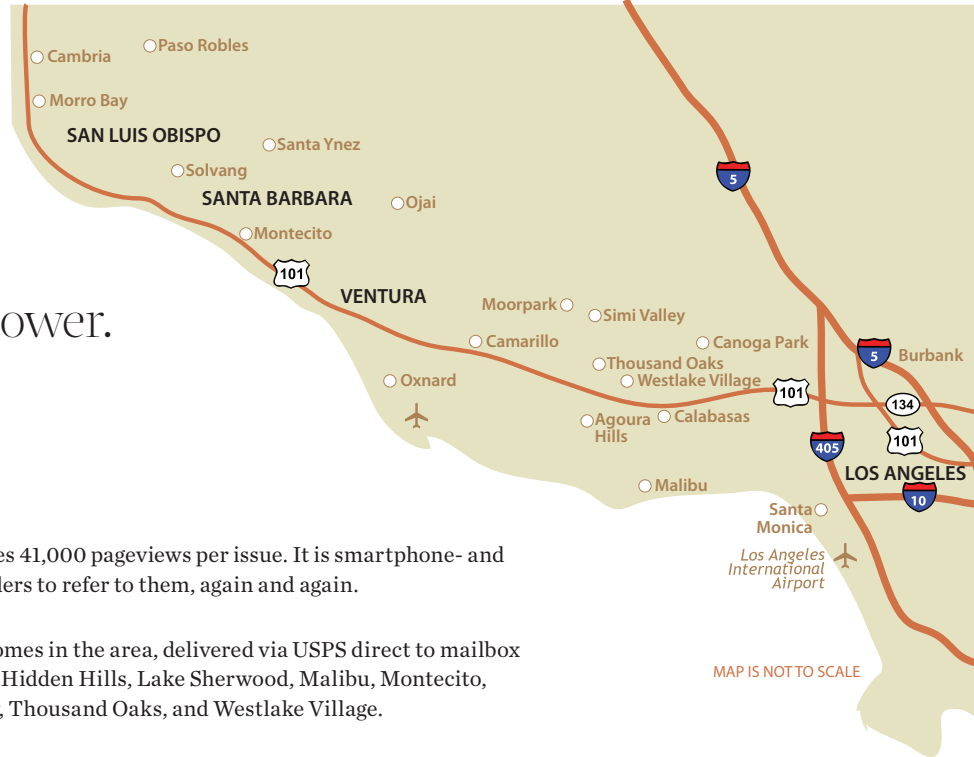 Paso Robles
Cambria
Morro Bay
SAN LUIS OBISPO
Santa Ynez
Solvang
SANTA BARBARA
Ojai
Montecito
5
101
VENTURA
Moorpark
Simi Valley
ower.
Camarillo
Canoga Park
5
Burbank
Thousand Oaks
Oxnard
Westlake Village
101
134
Agoura
Hills
Calabasas
101
405
LOS ANGELES
Malibu
10
Santa
Monica
es 41,000 pageviews per issue. It is smartphone- and
lers to refer to them, again and again.
Los Angeles
International
Airport
omes in the area, delivered via USPS direct to mailbox
Hidden Hills, Lake Sherwood, Malibu, Montecito,
, Thousand Oaks, and Westlake Village.
MAP IS NOT TO SCALE